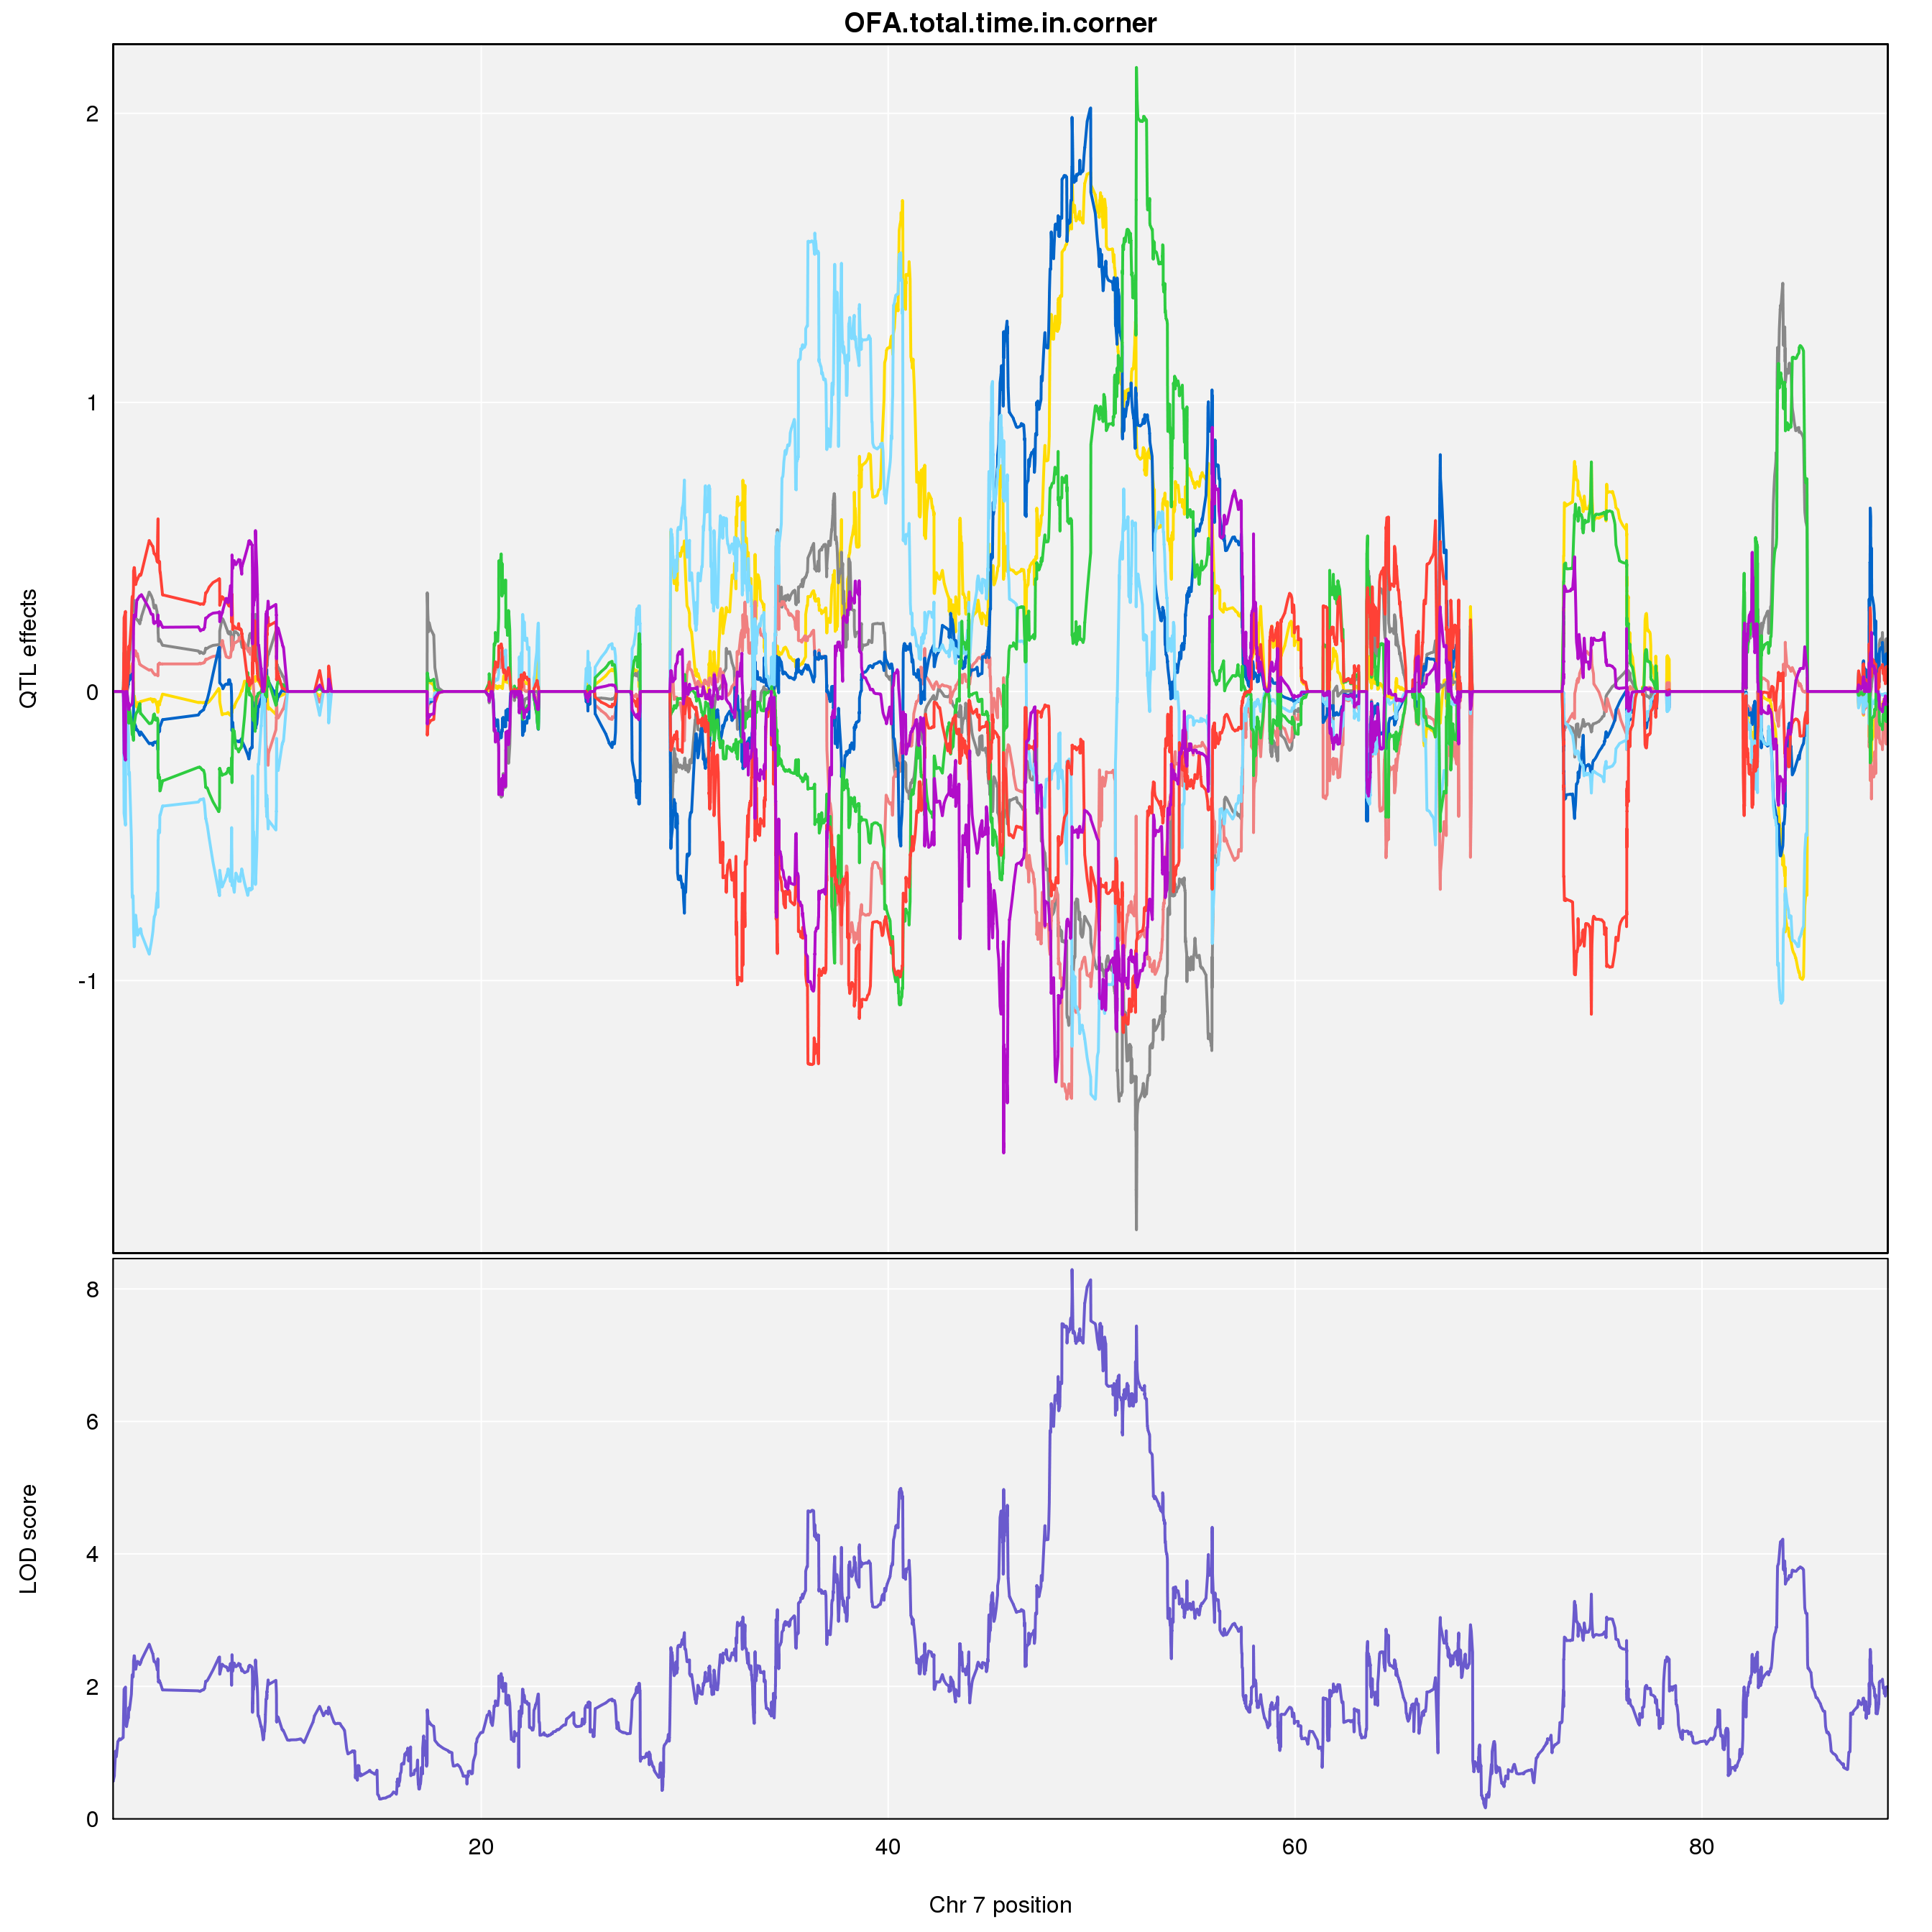 OFA.total.time.in.corner
QTL effects
2
1
0
-1
LOD score
8
6
4
2
0
20 40 60 80
Chr 7 position